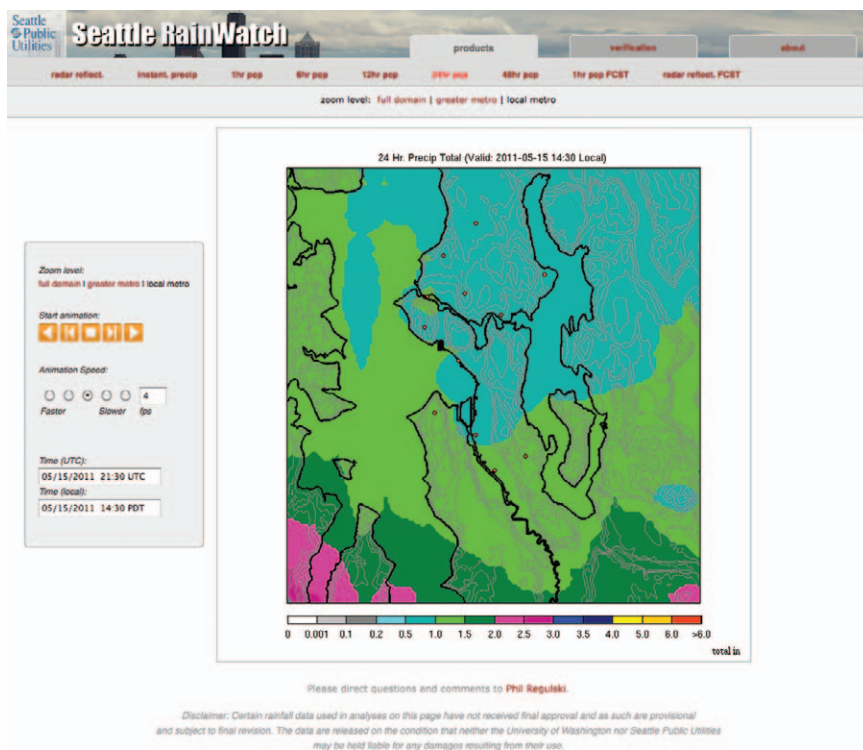 Seattle
Public
Utilities
Seattle RainWatch
products
verification
about
radar reflect.
instant. precip
1hr pcp
6hr pcp
12hr pcp
24hr pcp
48hr pcp
1hr pcp FCST
radar reflect. FCST
zoom level: full domain | greater metro | local metro
24 Hr. Precip Total (Valid: 2011-05-15 14:30 Local)
Zoom level:
full domain | greater metro | local metro
Start animation:
Animation Speed:
4
Faster Slower fps
Time (UTC):
05/15/2011 21:30 UTC
Time (local):
05/15/2011 14:30 PDT
0 0.001 0.1 0.2 0.5 1.0 1.5 2.0 2.5 3.0 3.5 4.0 5.0 6.0 >6.0
total in
Please direct questions and comments to Phil Regulski.
Disclaimer: Certain rainfall data used in analyses on this page have not received final approval and as such are provisional
and subject to final revision. The data are released on the condition that neither the University of Washington nor Seattle Public Utilities
may be held liable for any damages resulting from their use.